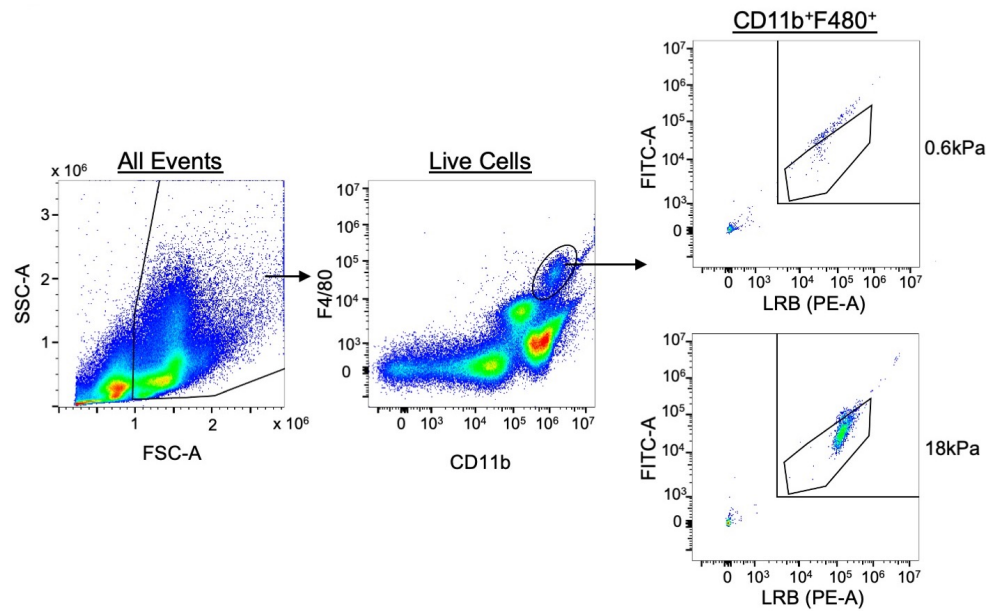 All Events
x 10⁶
3
2
1
SSC-A
1
2
x 10⁶
FSC-A
Live Cells
10⁷
10⁶
10⁵
10⁴
10³
0
F4/80
0
10³
10⁴
10⁵
10⁶
10⁷
CD11b
CD11b⁺F480⁺
10⁷
10⁶
10⁵
10⁴
10³
0
FITC-A
0.6kPa
0
10³
10⁴
10⁵
10⁶
10⁷
LRB (PE-A)
10⁷
10⁶
10⁵
10⁴
10³
0
FITC-A
18kPa
0
10³
10⁴
10⁵
10⁶
10⁷
LRB (PE-A)